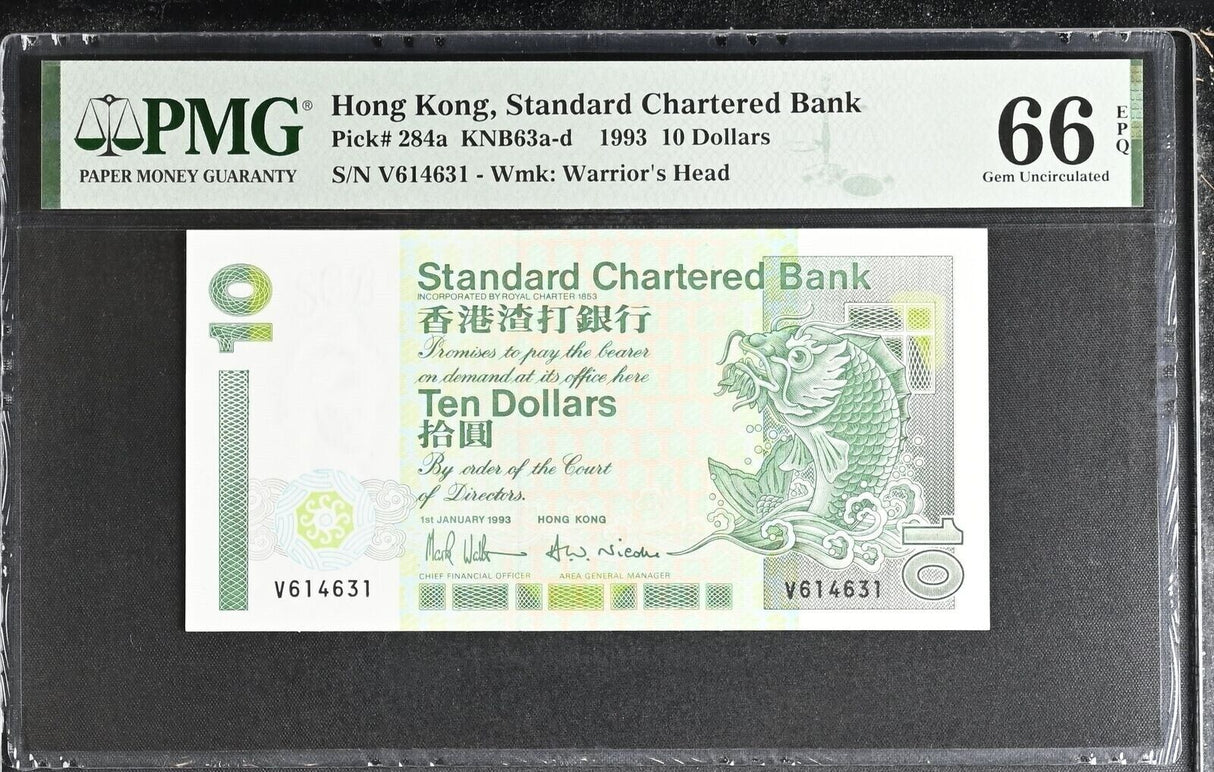 PMG®
PAPER MONEY GUARANTY
Hong Kong, Standard Chartered Bank
Pick# 284a KNB63a-d 1993 10 Dollars
S/N V614631 - Wmk: Warrior's Head
66 EPQ
Gem Uncirculated
10
Standard Chartered Bank
INCORPORATED BY ROYAL CHARTER 1853
香港渣打銀行
Promises to pay the bearer
on demand at its office here
Ten Dollars
拾圓
By order of the Court
of Directors.
1st JANUARY 1993 HONG KONG
CHIEF FINANCIAL OFFICER AREA GENERAL MANAGER
V614631
V614631
10